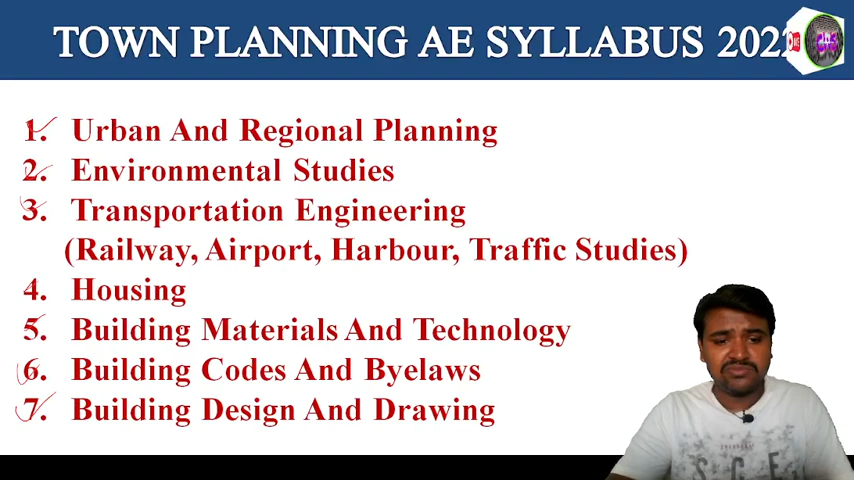 TOWN PLANNING AE SYLLABUS 2022
1. Urban And Regional Planning
2. Environmental Studies
3. Transportation Engineering
(Railway, Airport, Harbour, Traffic Studies)
4. Housing
5. Building Materials And Technology
6. Building Codes And Byelaws
7. Building Design And Drawing